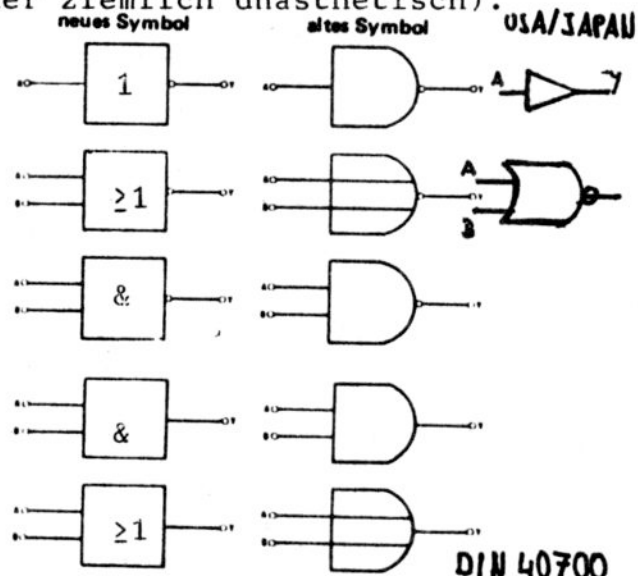 er ziemlich unästhetisch).
neues Symbol altes Symbol USA/JAPAN
A 1 Y A Y A y
A B ≥1 Y A B Y A B
A B & Y A B Y
A B & Y A B Y
A B ≥1 Y A B Y
DIN 40700